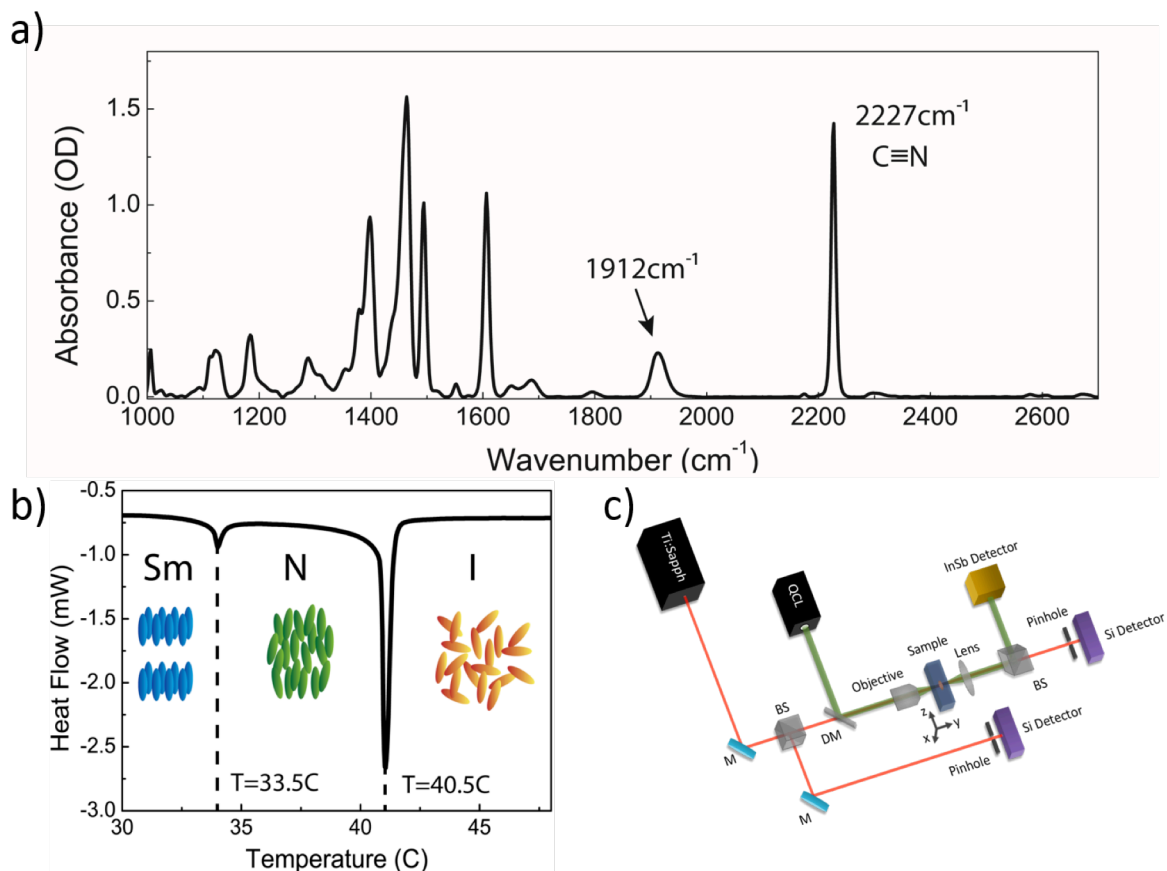 a)
2227cm⁻¹
C≡N
1912cm⁻¹
Absorbance (OD)
1.5
1.0
0.5
0.0
1000 1200 1400 1600 1800 2000 2200 2400 2600
Wavenumber (cm⁻¹)
b)
Heat Flow (mW)
-0.5
-1.0
-1.5
-2.0
-2.5
-3.0
Sm N I
T=33.5C T=40.5C
30 35 40 45
Temperature (C)
c)
Ti:Sapph
QCL
InSb Detector
Pinhole
Si Detector
Sample
Lens
Objective
BS
BS
DM
M
z
y
x
Si Detector
Pinhole
M